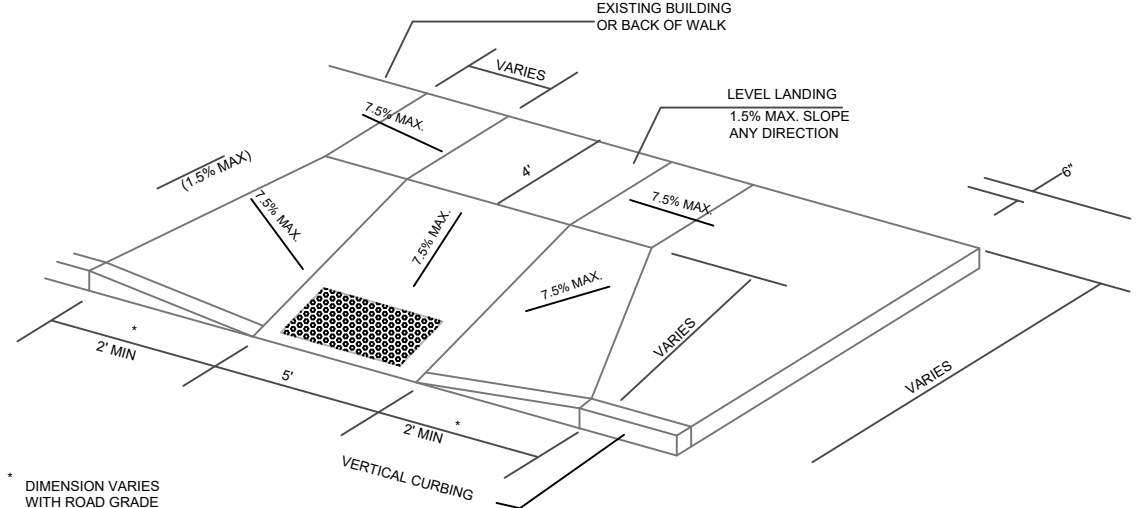 EXISTING BUILDING
OR BACK OF WALK
VARIES
LEVEL LANDING
1.5% MAX. SLOPE
ANY DIRECTION
7.5% MAX.
4'
6"
(1.5% MAX)
7.5% MAX.
7.5% MAX.
7.5% MAX.
7.5% MAX.
VARIES
VARIES
*
2' MIN
5'
2' MIN *
VERTICAL CURBING
* DIMENSION VARIES
WITH ROAD GRADE